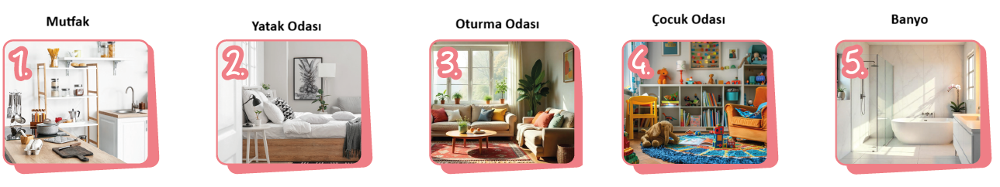 Mutfak
Yatak Odası
Oturma Odası
Çocuk Odası
Banyo
1.
2.
3.
4.
5.